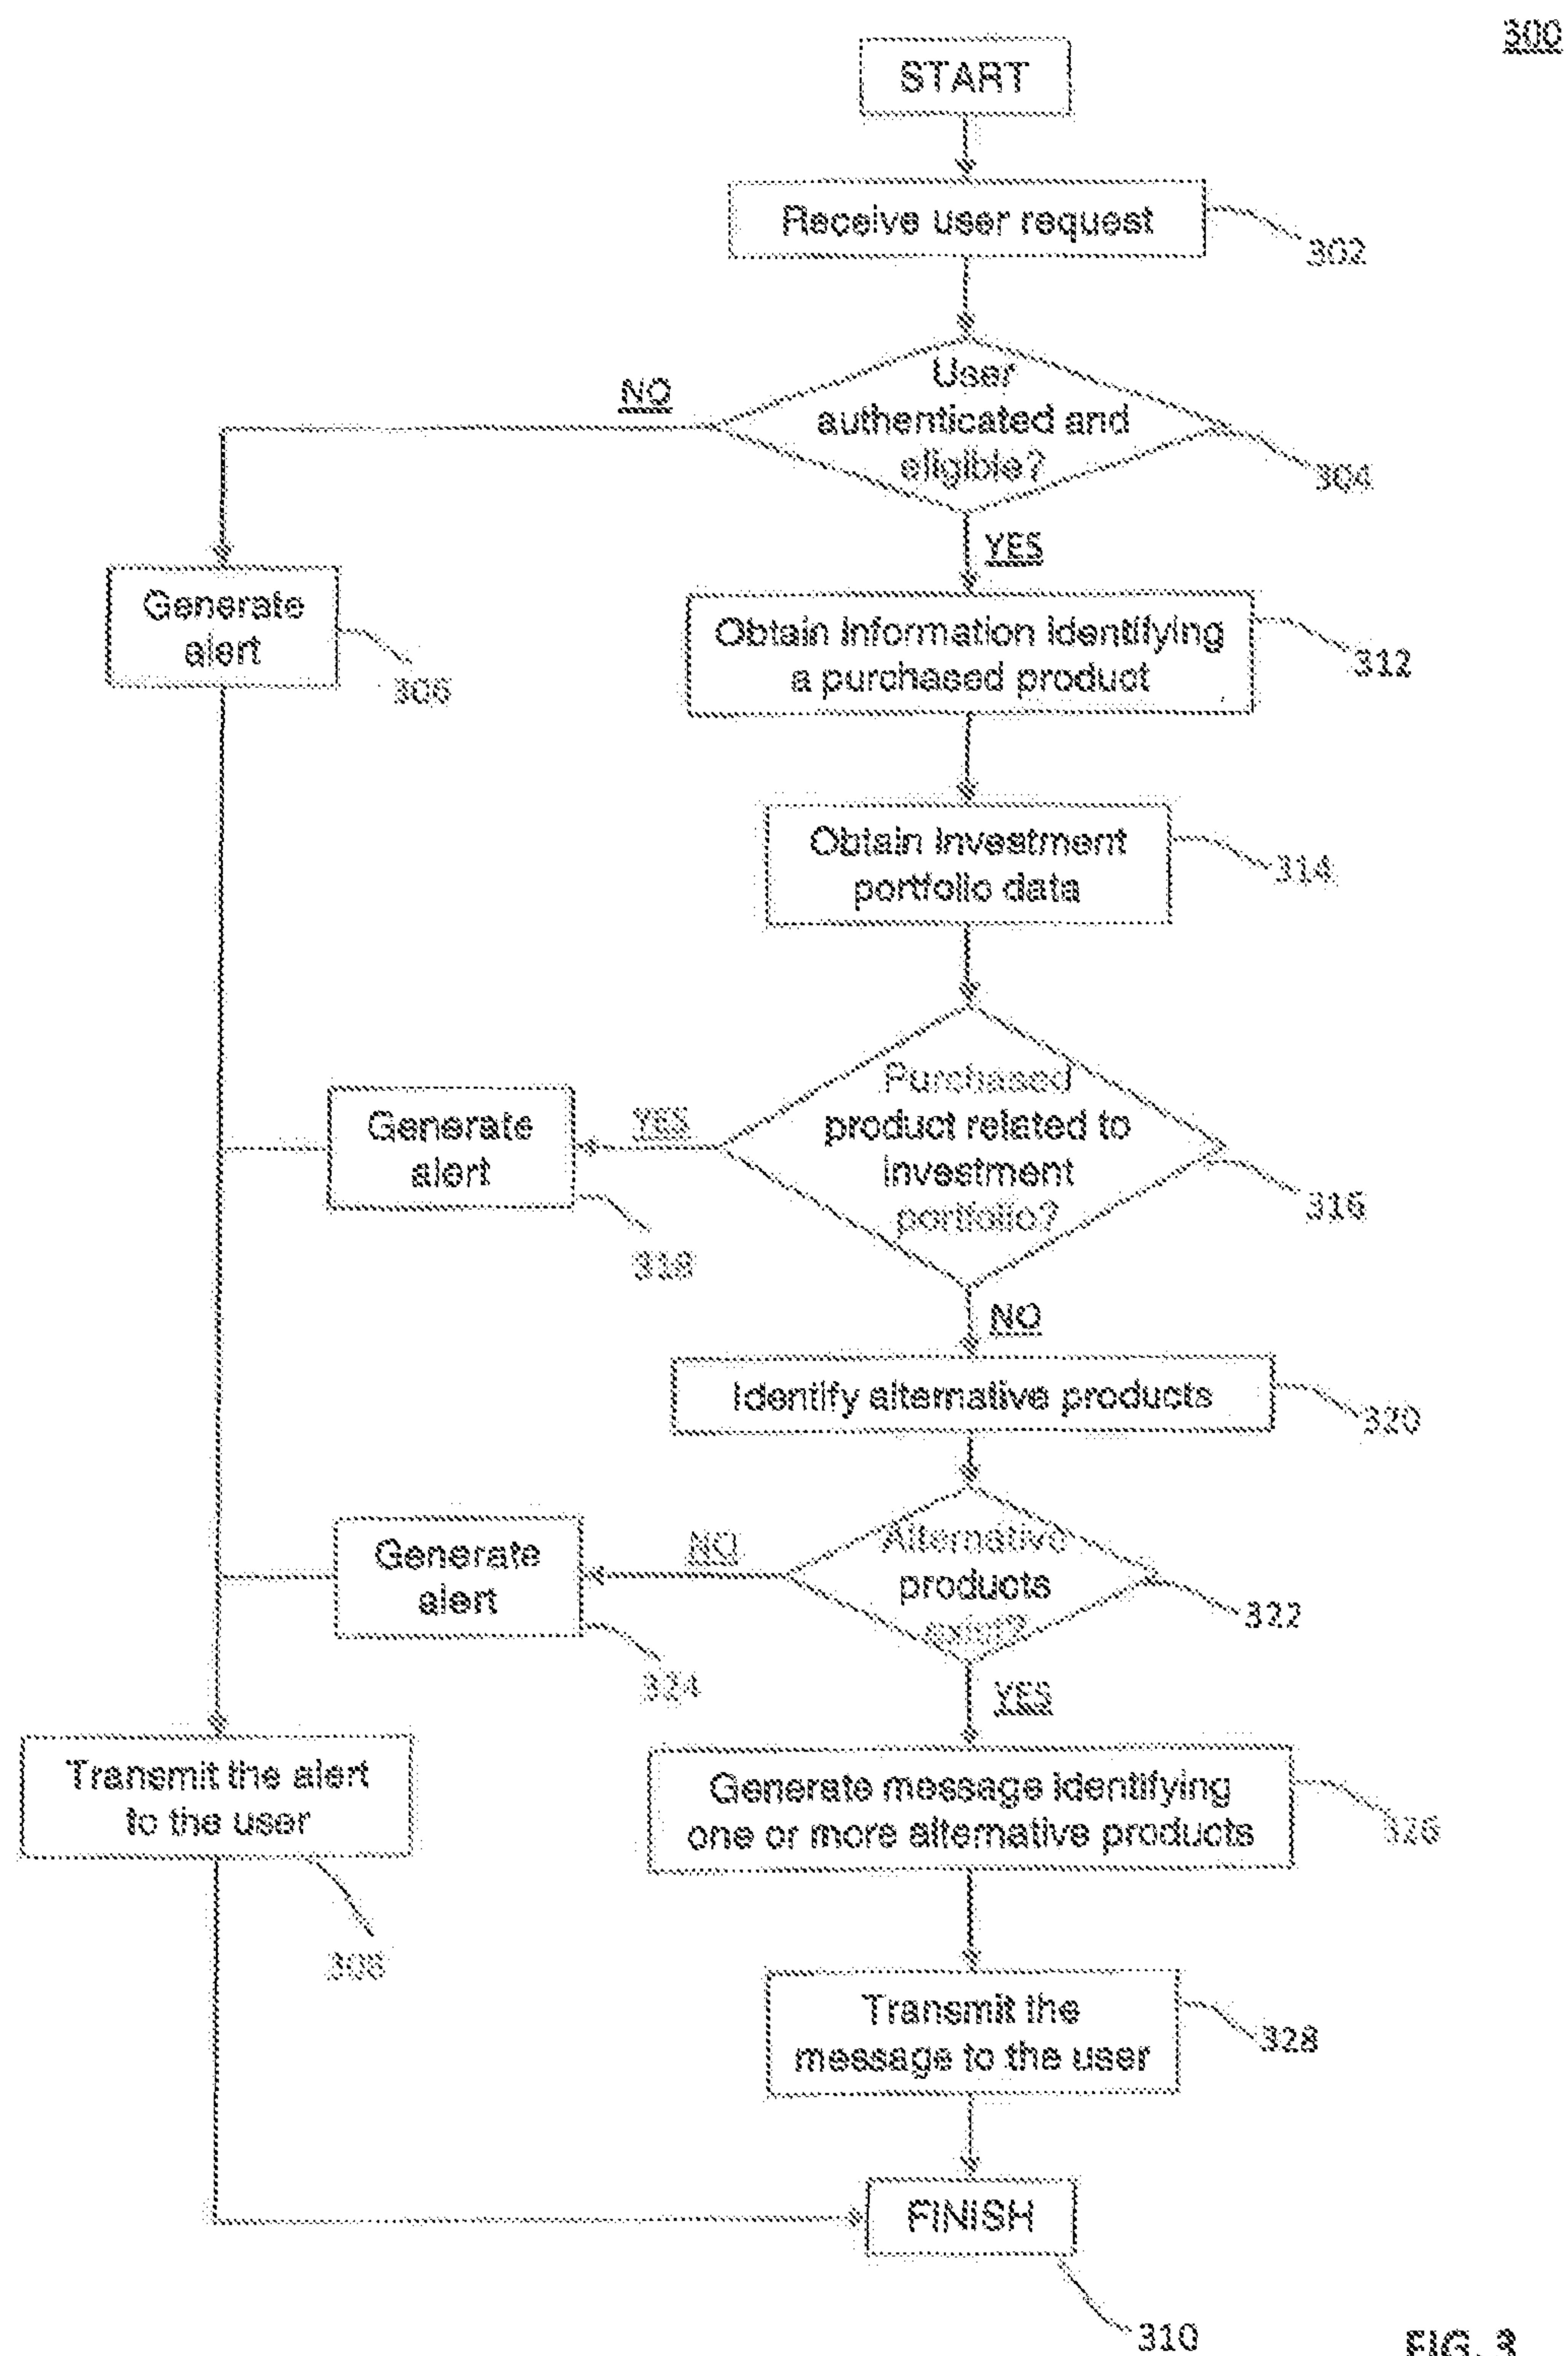 300
START
Receive user request
302
User
authenticated and
eligible?
304
NO
YES
Generate
alert
306
Obtain Information Identifying
a purchased product
312
Obtain Investment
portfolio data
314
Purchased
product related to
investment
portfolio?
316
YES
Generate
alert
318
NO
Identify alternative products
320
Alternative
products
exist?
322
NO
Generate
alert
324
YES
Transmit the alert
to the user
308
Generate message identifying
one or more alternative products
326
Transmit the
message to the user
328
FINISH
310
FIG. 3